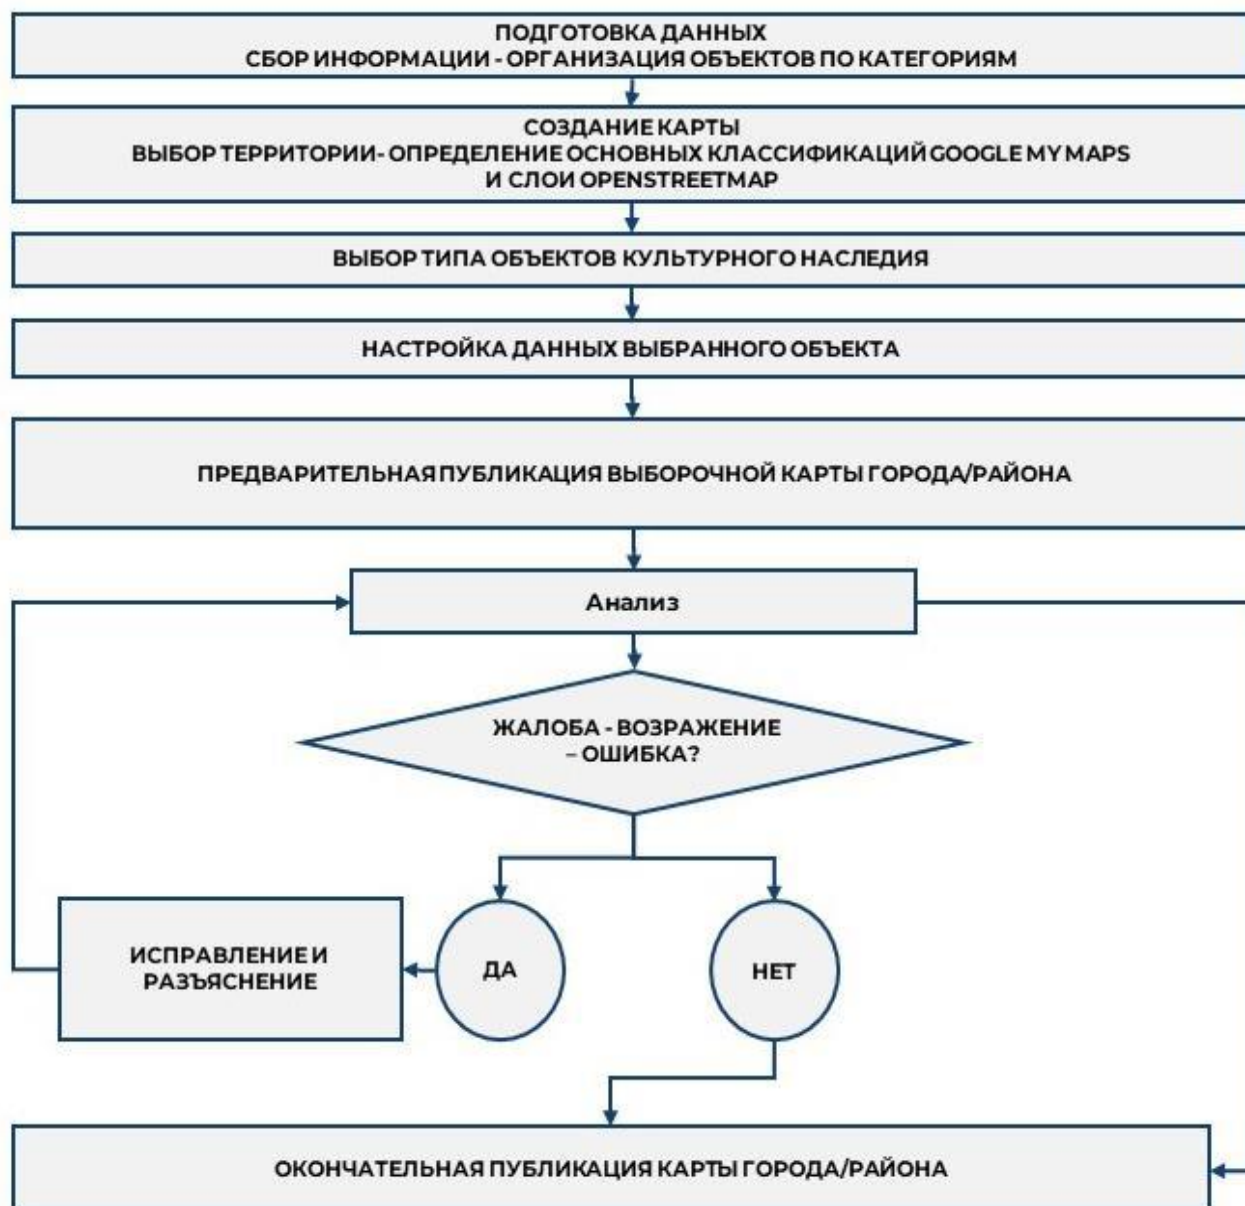 ПОДГОТОВКА ДАННЫХ
СБОР ИНФОРМАЦИИ - ОРГАНИЗАЦИЯ ОБЪЕКТОВ ПО КАТЕГОРИЯМ
СОЗДАНИЕ КАРТЫ
ВЫБОР ТЕРРИТОРИИ- ОПРЕДЕЛЕНИЕ ОСНОВНЫХ КЛАССИФИКАЦИЙ GOOGLE MY MAPS
И СЛОИ OPENSTREETMAP
ВЫБОР ТИПА ОБЪЕКТОВ КУЛЬТУРНОГО НАСЛЕДИЯ
НАСТРОЙКА ДАННЫХ ВЫБРАННОГО ОБЪЕКТА
ПРЕДВАРИТЕЛЬНАЯ ПУБЛИКАЦИЯ ВЫБОРОЧНОЙ КАРТЫ ГОРОДА/РАЙОНА
Анализ
ЖАЛОБА - ВОЗРАЖЕНИЕ
– ОШИБКА?
ИСПРАВЛЕНИЕ И
РАЗЪЯСНЕНИЕ
ДА
НЕТ
ОКОНЧАТЕЛЬНАЯ ПУБЛИКАЦИЯ КАРТЫ ГОРОДА/РАЙОНА